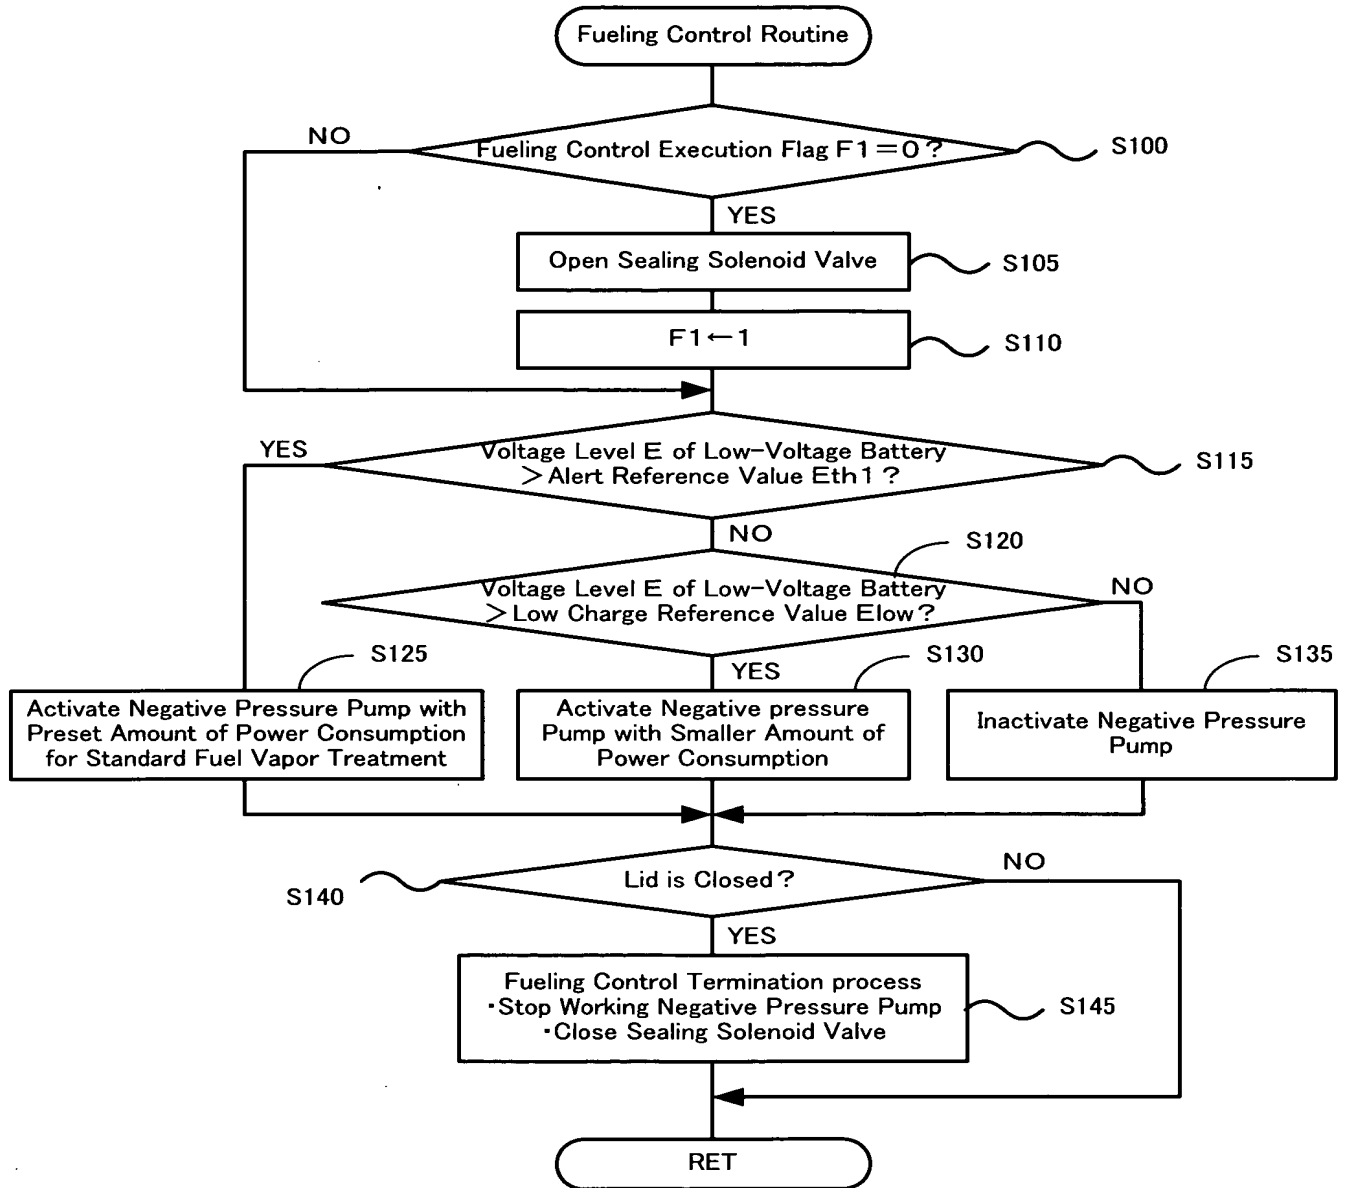 Fueling Control Routine
NO
Fueling Control Execution Flag F1=0?
S100
YES
Open Sealing Solenoid Valve
S105
F1←1
S110
YES
Voltage Level E of Low-Voltage Battery
>Alert Reference Value Eth1?
S115
NO
S120
Voltage Level E of Low-Voltage Battery
>Low Charge Reference Value Elow?
NO
S125
YES
S130
S135
Activate Negative Pressure Pump with
Preset Amount of Power Consumption
for Standard Fuel Vapor Treatment
Activate Negative pressure
Pump with Smaller Amount of
Power Consumption
Inactivate Negative Pressure
Pump
Lid is Closed?
NO
S140
YES
Fueling Control Termination process
・Stop Working Negative Pressure Pump
・Close Sealing Solenoid Valve
S145
RET